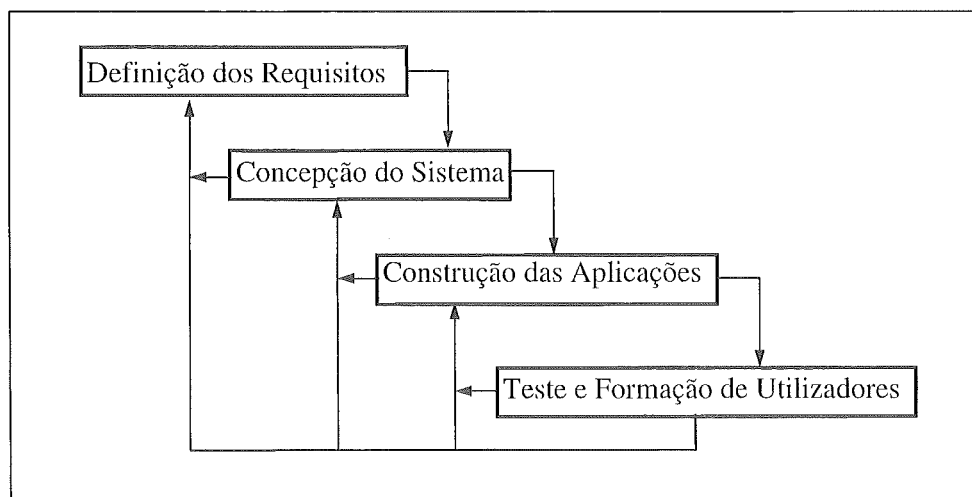 Definição dos Requisitos
Concepção do Sistema
Construção das Aplicações
Teste e Formação de Utilizadores